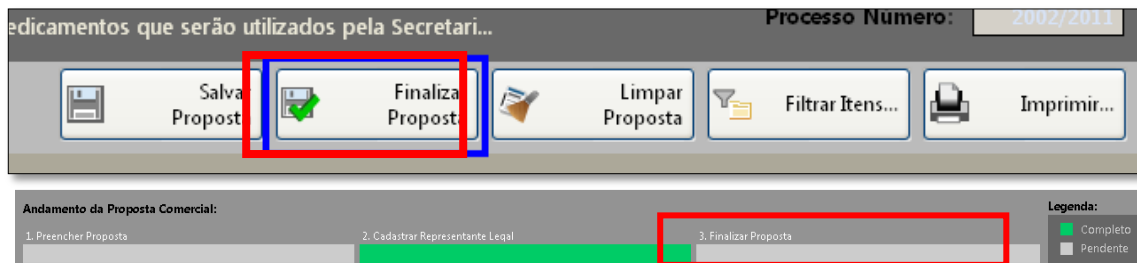 edicamentos que serão utilizados pela Secretari...
Processo Número: 2002/2011
Salva
Propost
Finaliza
Proposta
Limpar
Proposta
Filtrar Itens...
Imprimir...
Andamento da Proposta Comercial:
Legenda:
1. Preencher Proposta
2. Cadastrar Representante Legal
3. Finalizar Proposta
Completo
Pendente